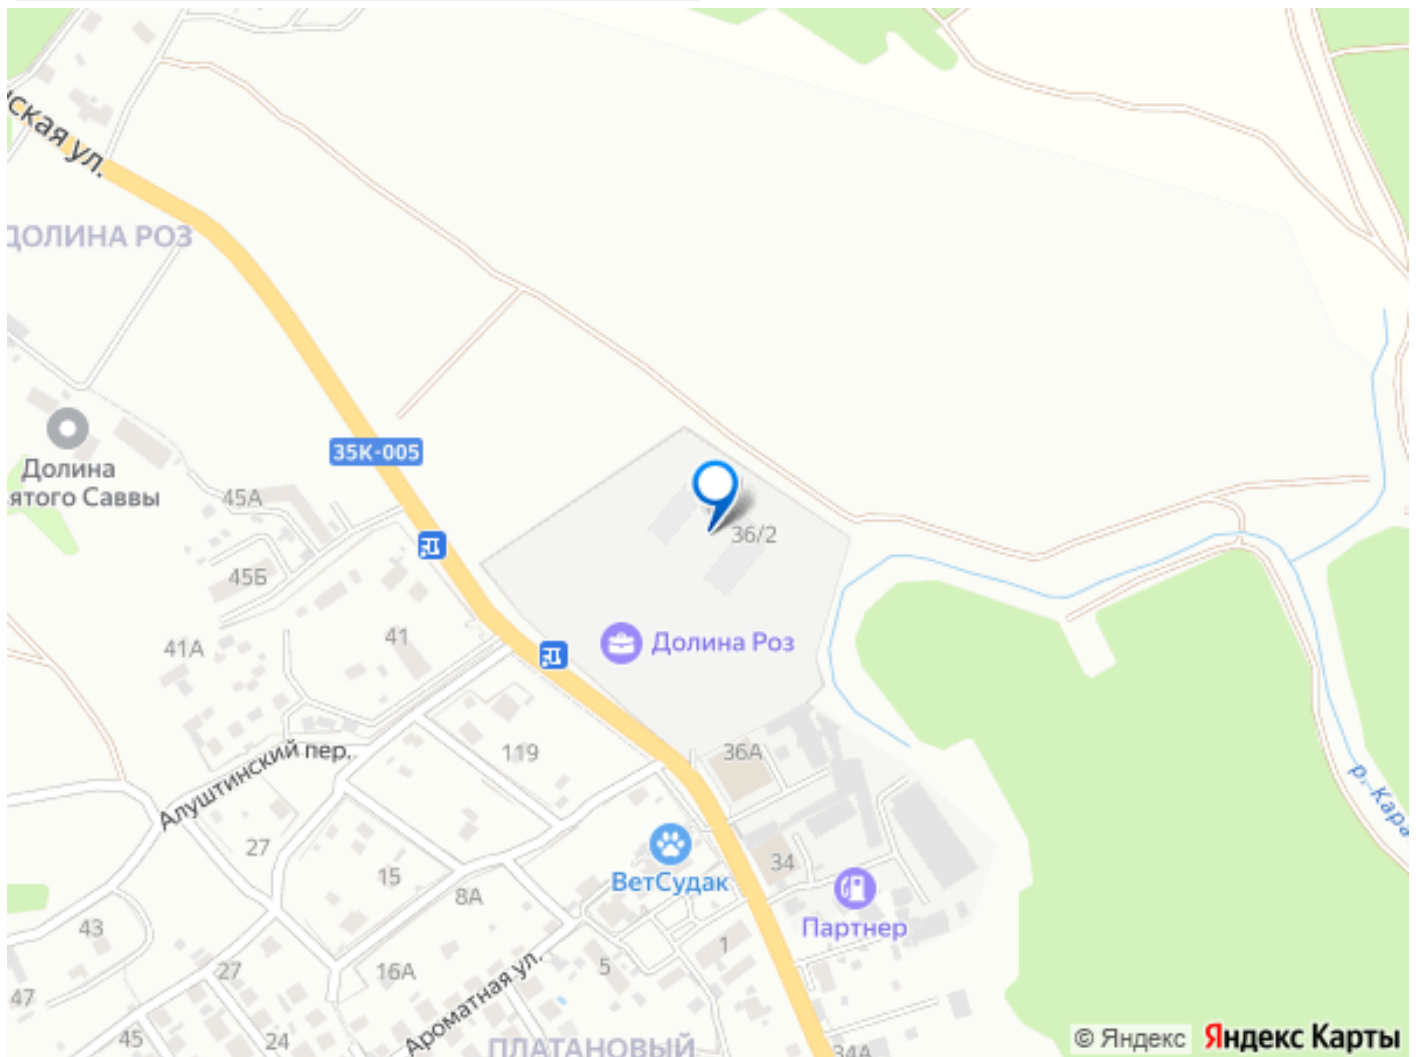 ская ул.
ДОЛИНА РОЗ
35К-005
Долина
ятого Саввы
45А
36/2
45Б
41
41А
Долина Роз
119
36А
Алуштинский пер.
р. Кара
27
15
34
ВетСудак
8А
Партнер
43
1
27
16А
5
Ароматная ул.
47
45
24
ПЛАТАНОВЫЙ
34А
© Яндекс Яндекс Карты